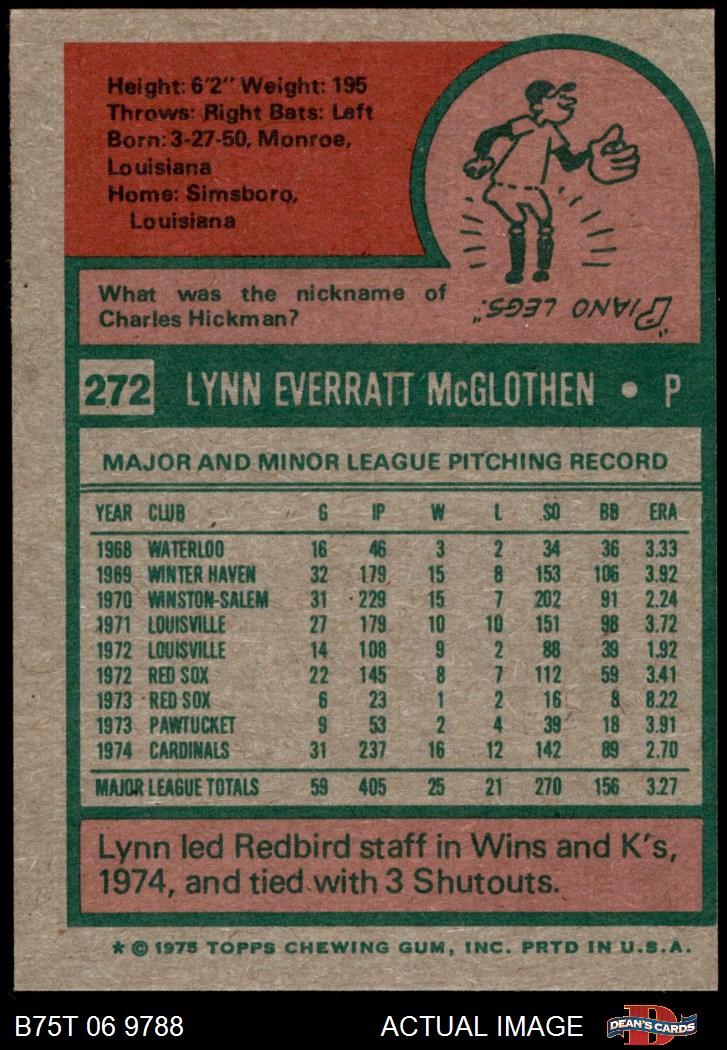 Height: 6'2" Weight: 195
Throws: Right Bats: Left
Born: 3-27-50, Monroe,
Louisiana
Home: Simsboro,
Louisiana
What was the nickname of
Charles Hickman?
"PIANO LEGS."
272 LYNN EVERRATT McGLOTHEN • P
MAJOR AND MINOR LEAGUE PITCHING RECORD
YEAR CLUB G IP W L SO BB ERA
1968 WATERLOO 16 46 3 2 34 36 3.33
1969 WINTER HAVEN 32 179 15 8 153 106 3.92
1970 WINSTON-SALEM 31 229 15 7 202 91 2.24
1971 LOUISVILLE 27 179 10 10 151 98 3.72
1972 LOUISVILLE 14 108 9 2 88 39 1.92
1972 RED SOX 22 145 8 7 112 59 3.41
1973 RED SOX 6 23 1 2 16 8 8.22
1973 PAWTUCKET 9 53 2 4 39 18 3.91
1974 CARDINALS 31 237 16 12 142 89 2.70
MAJOR LEAGUE TOTALS 59 405 25 21 270 156 3.27
Lynn led Redbird staff in Wins and K's,
1974, and tied with 3 Shutouts.
* © 1975 TOPPS CHEWING GUM, INC. PRTD IN U.S.A.
B75T 06 9788 ACTUAL IMAGE D DEAN'S CARDS